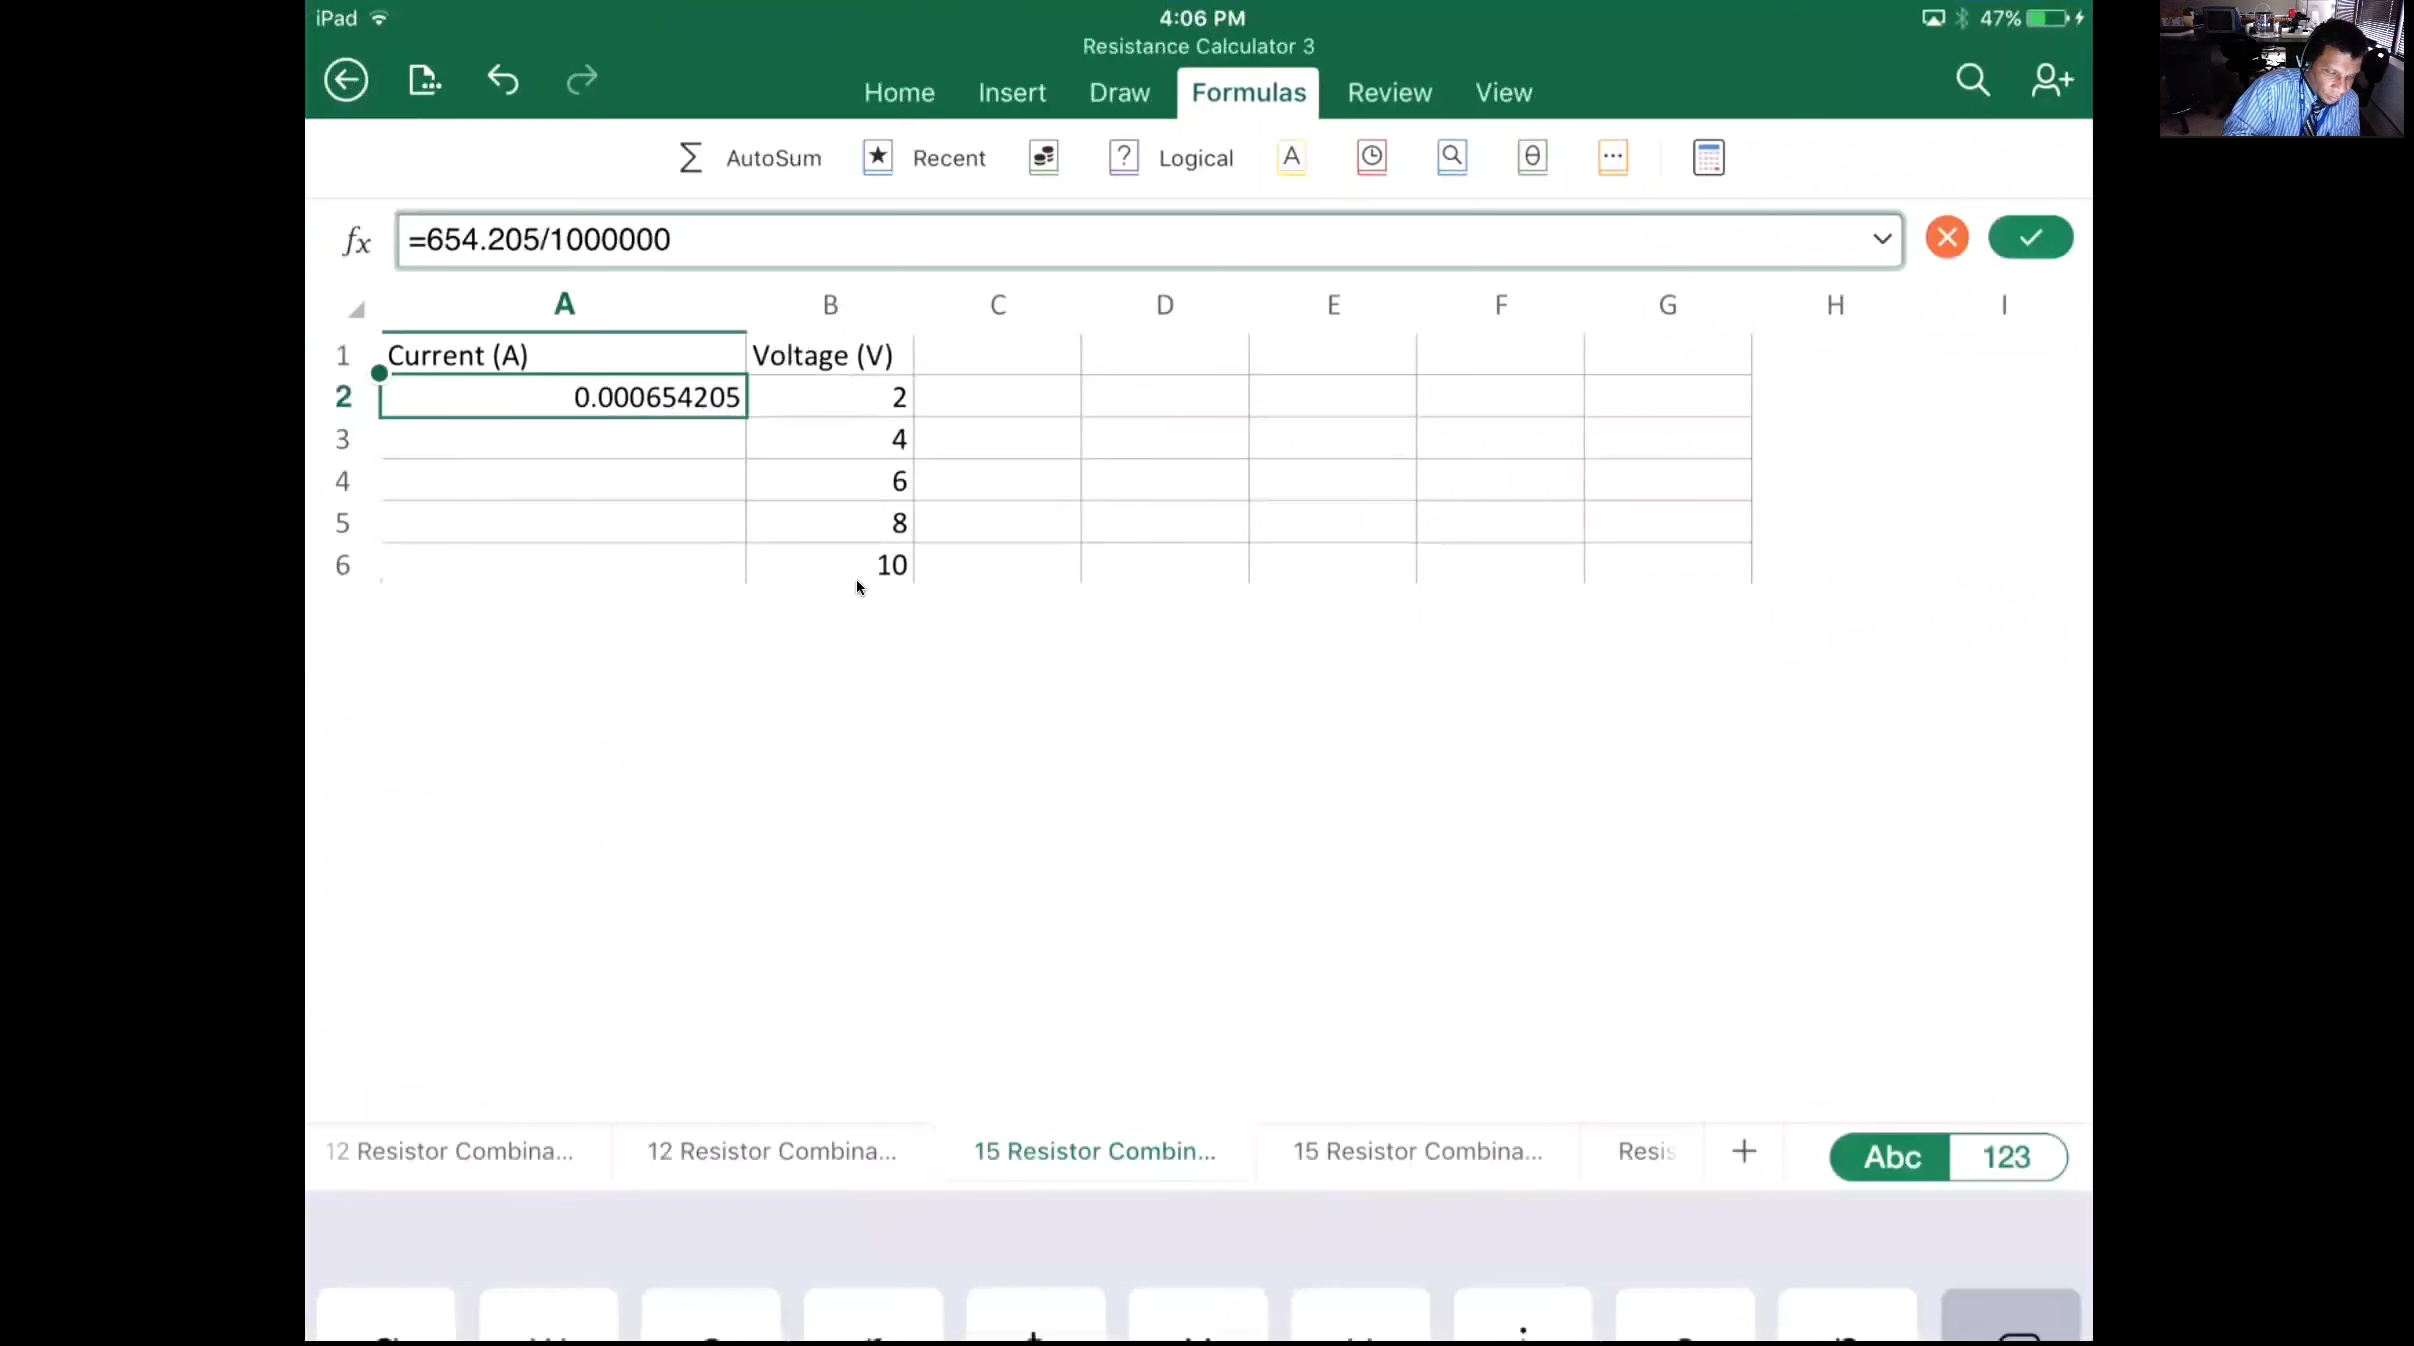 iPad 4:06 PM 47%
Resistance Calculator 3
Home Insert Draw Formulas Review View
AutoSum Recent Logical
fx =654.205/1000000
A B C D E F G H I
1 Current (A) Voltage (V)
2 0.000654205 2
3 4
4 6
5 8
6 10
12 Resistor Combina... 12 Resistor Combina... 15 Resistor Combin... 15 Resistor Combina... Resis + Abc 123